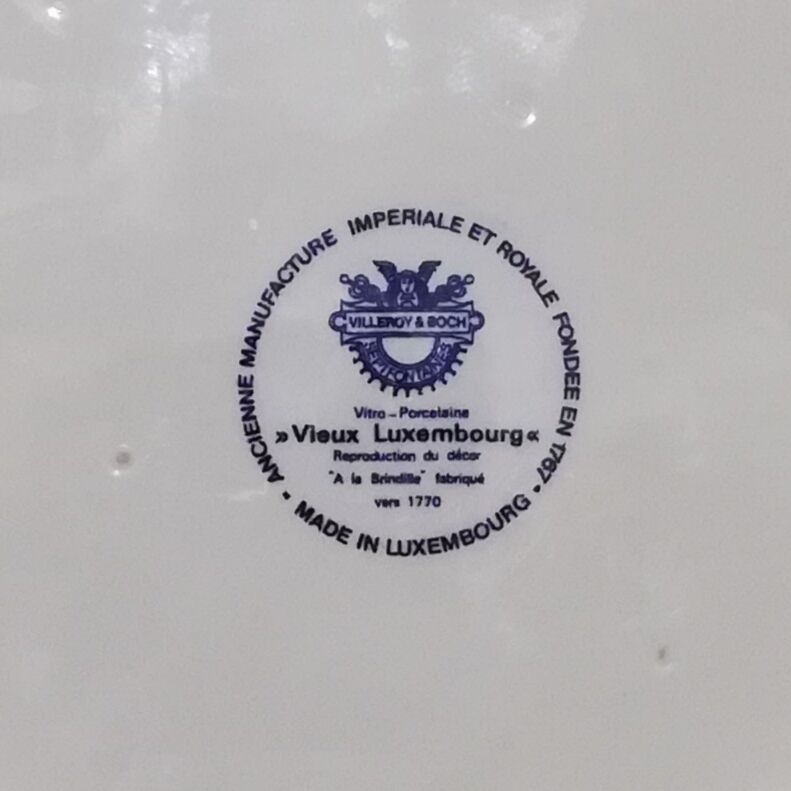 ANCIENNE MANUFACTURE IMPERIALE ET ROYALE FONDEE EN 1767 • MADE IN LUXEMBOURG •
VILLEROY & BOCH
SEPTFONTAINES
Vitro-Porcelaine
»Vieux Luxembourg«
Reproduction du décor
"A la Brindille" fabriqué
vers 1770